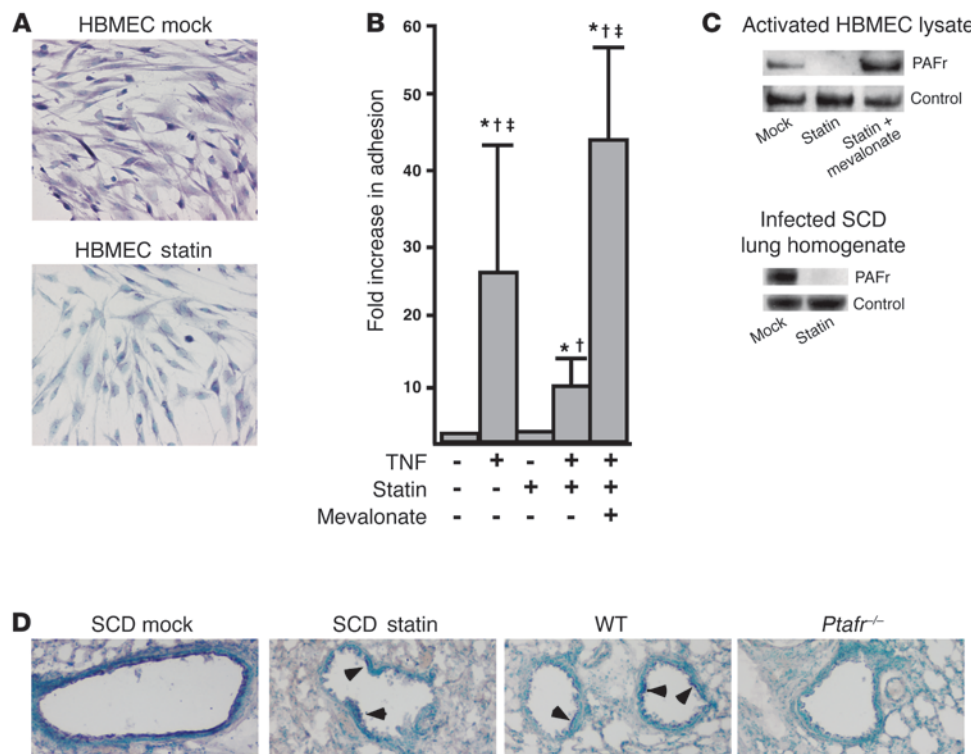 A
HBMEC mock
HBMEC statin
B
Fold increase in adhesion
60
50
40
30
20
10
*†‡
*†
*†‡
TNF - + - + +
Statin - - + + +
Mevalonate - - - - +
C
Activated HBMEC lysate
PAFr
Control
Mock
Statin
Statin +
mevalonate
Infected SCD
lung homogenate
PAFr
Control
Mock
Statin
D
SCD mock
SCD statin
WT
Ptafr⁻/⁻